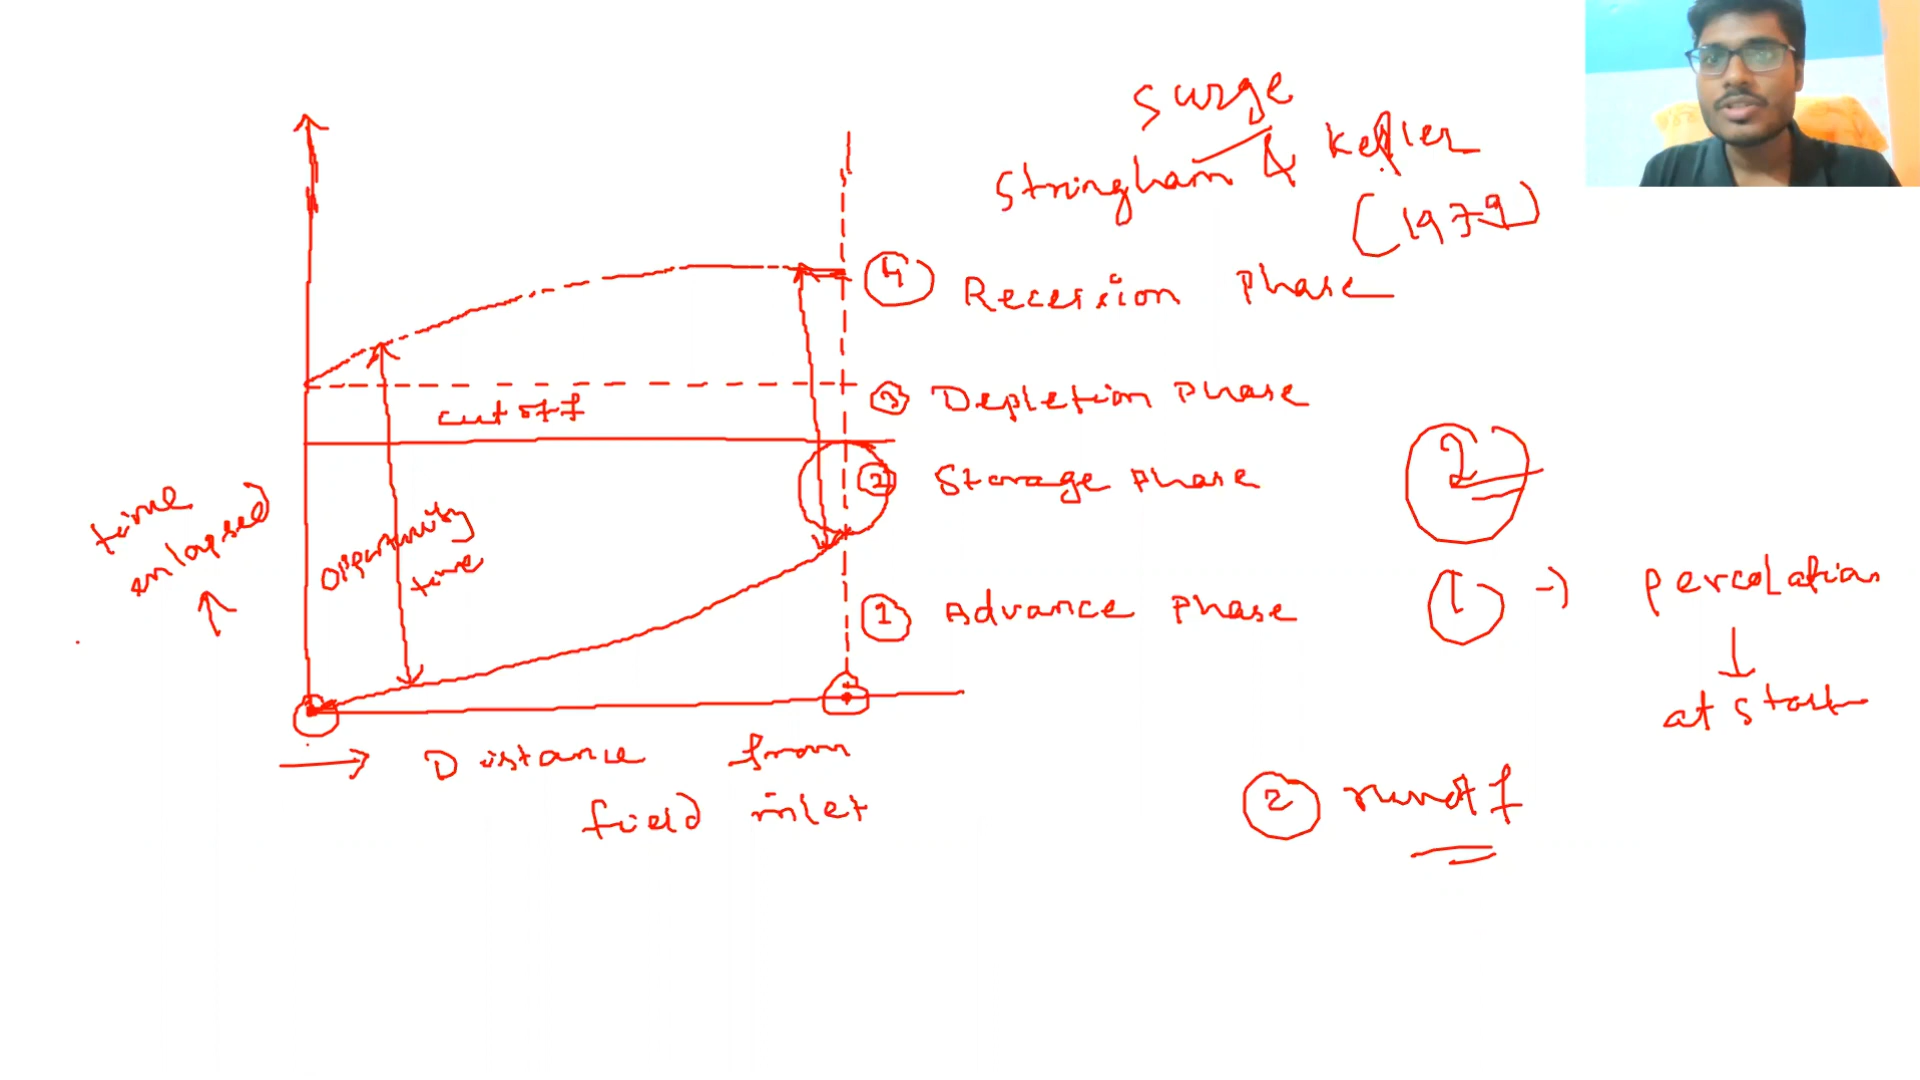 Surge
Stringham & Kepler
(1979)
4 Recession Phase
3 Depletion Phase
cut off
2 Storage Phase
2
time
enlapsed
Opportunity
time
1 Advance Phase
1 → percolation
at start
Distance from
field inlet
2 runoff